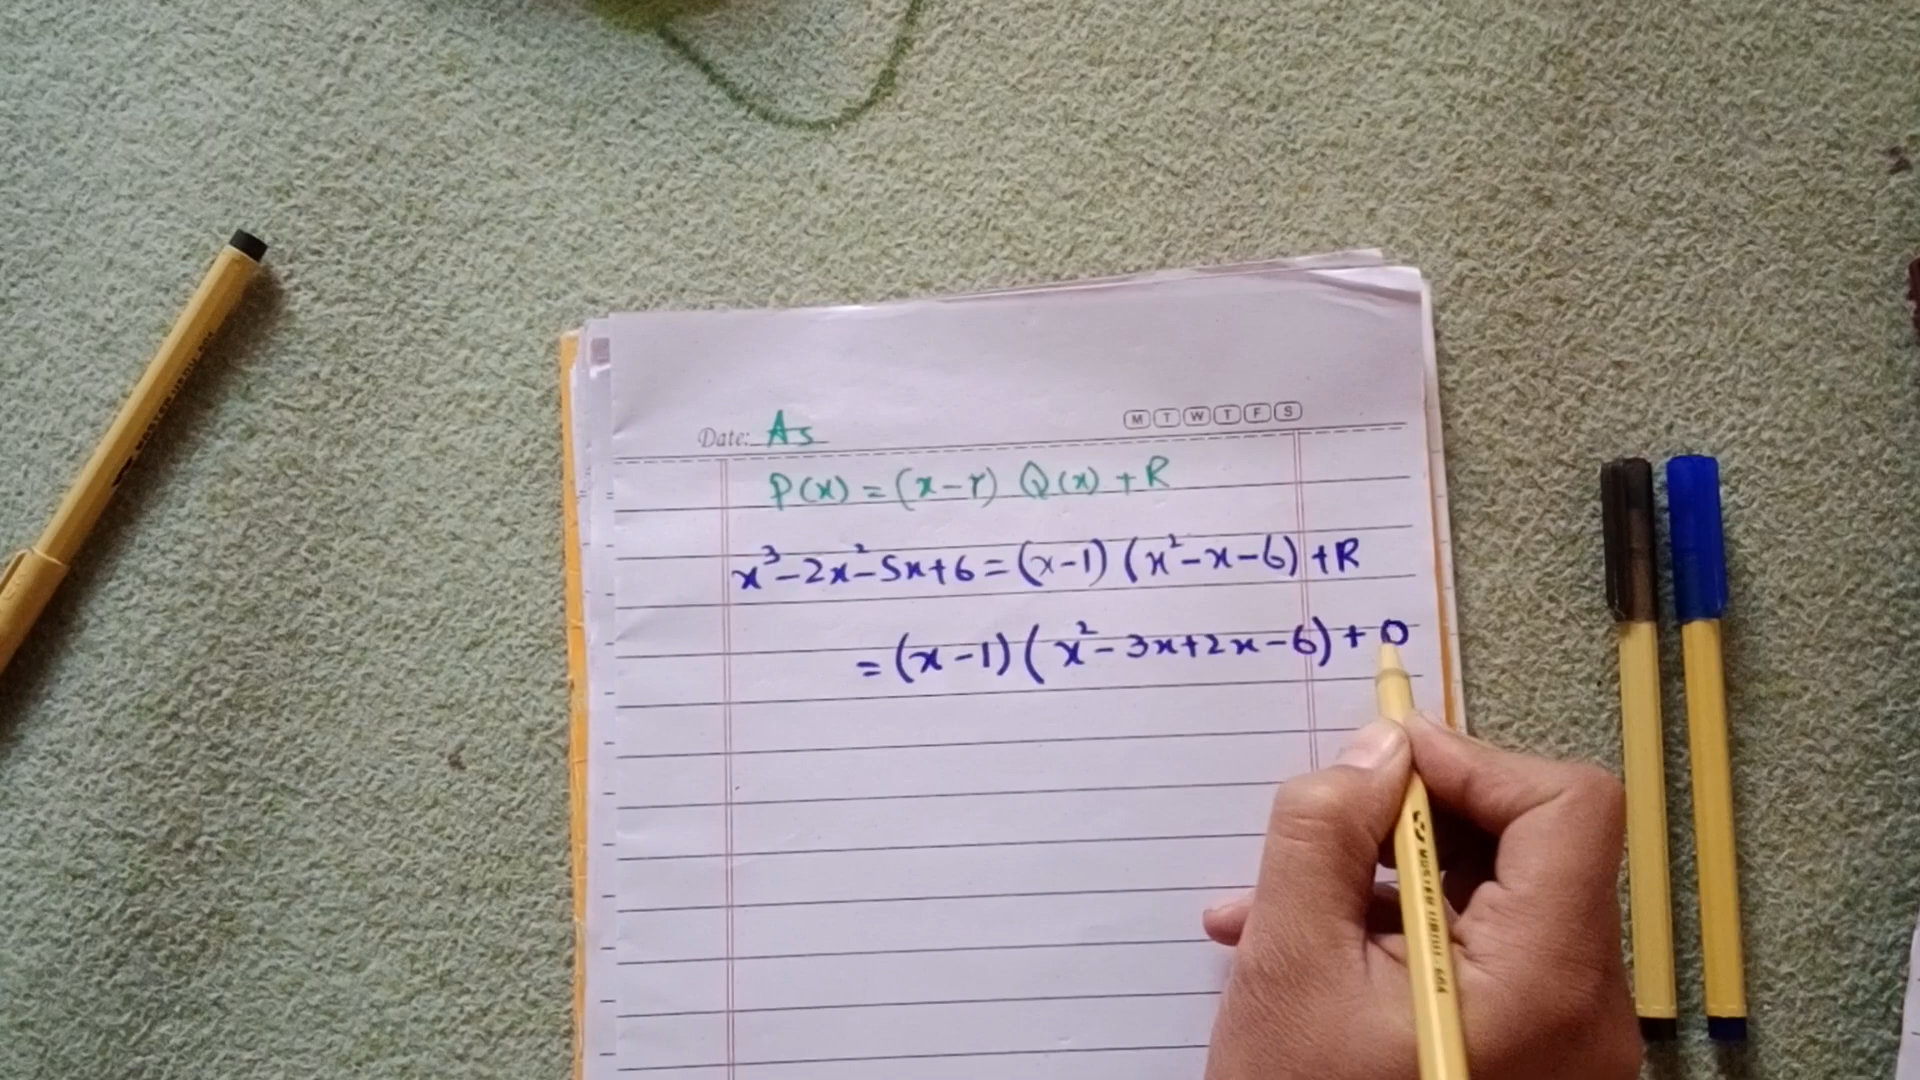 Date: As
M T W T F S
P(x) = (x-r) Q(x) + R
x³-2x²-5x+6 = (x-1) (x²-x-6) + R
= (x-1) (x²-3x+2x-6) + 0